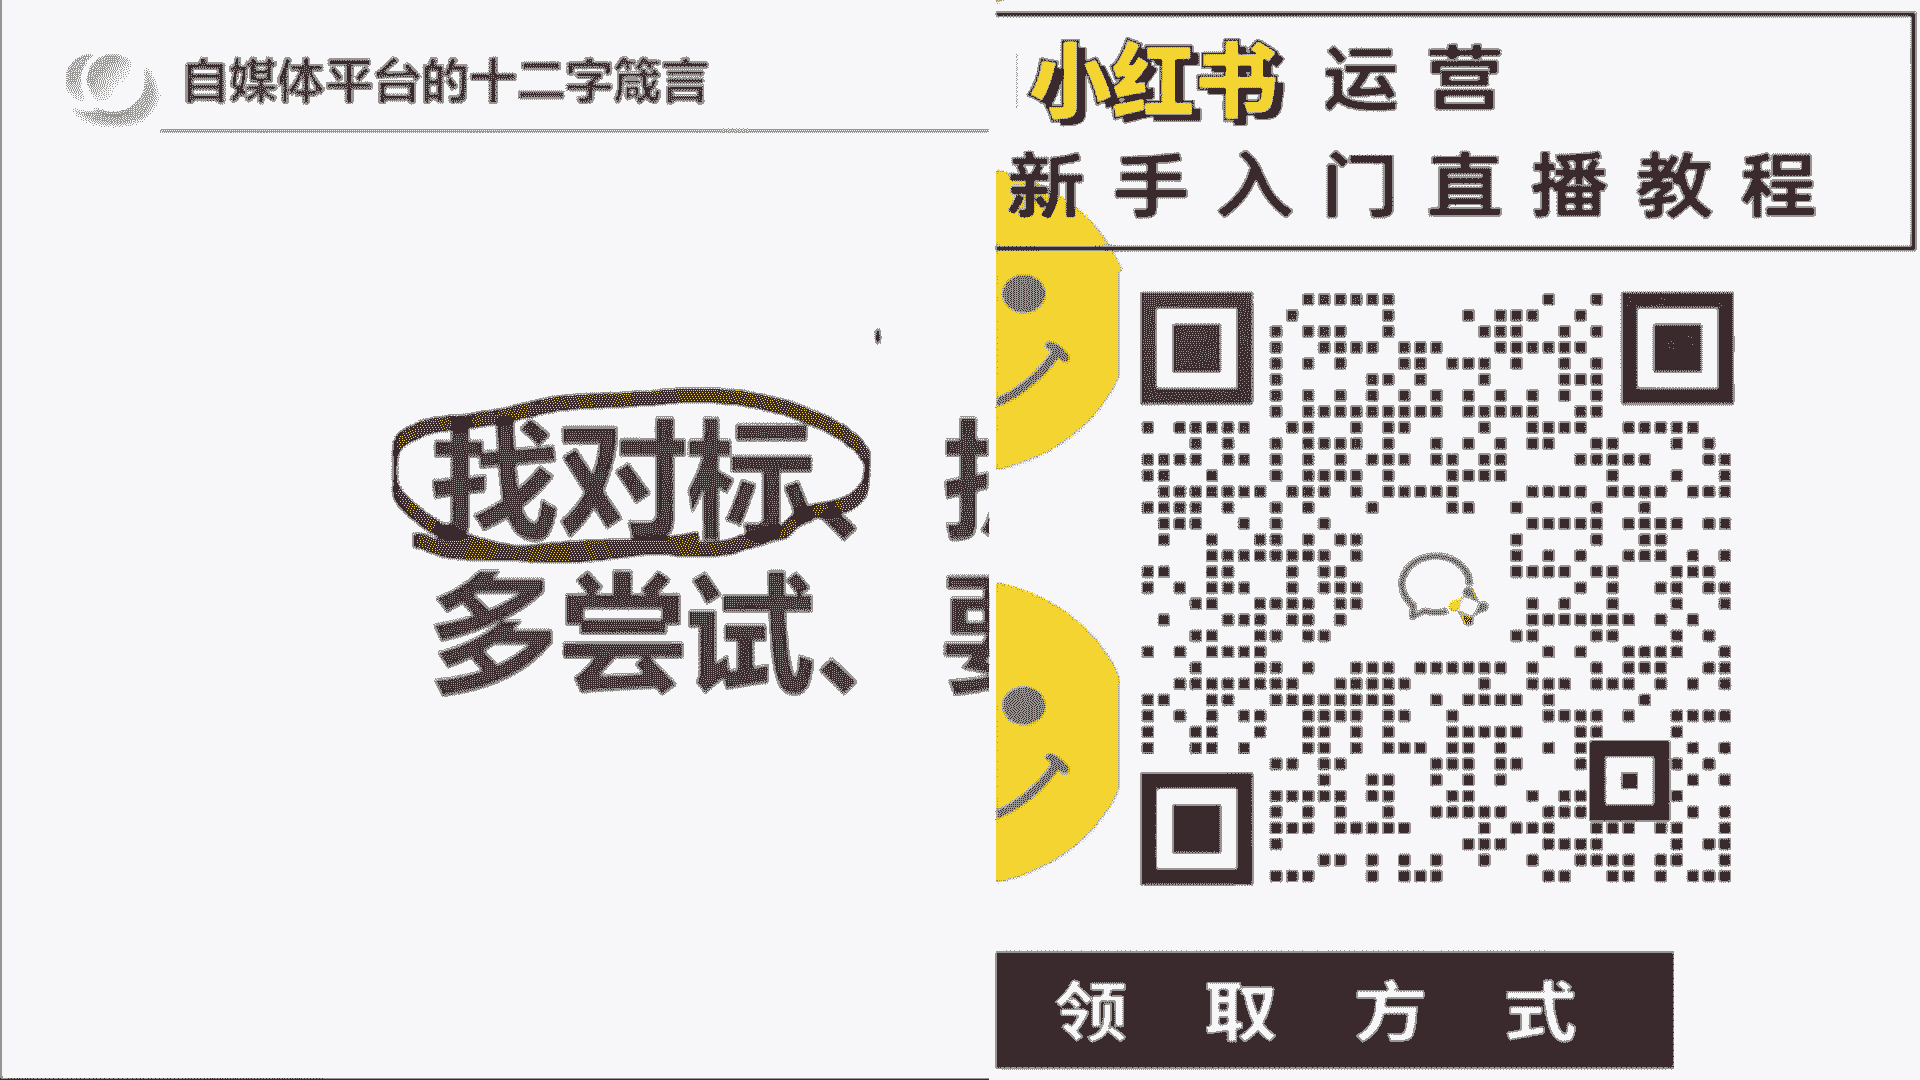 自媒体平台的十二字箴言
找对标、
多尝试、
小红书 运营
新手入门直播教程
领取方式